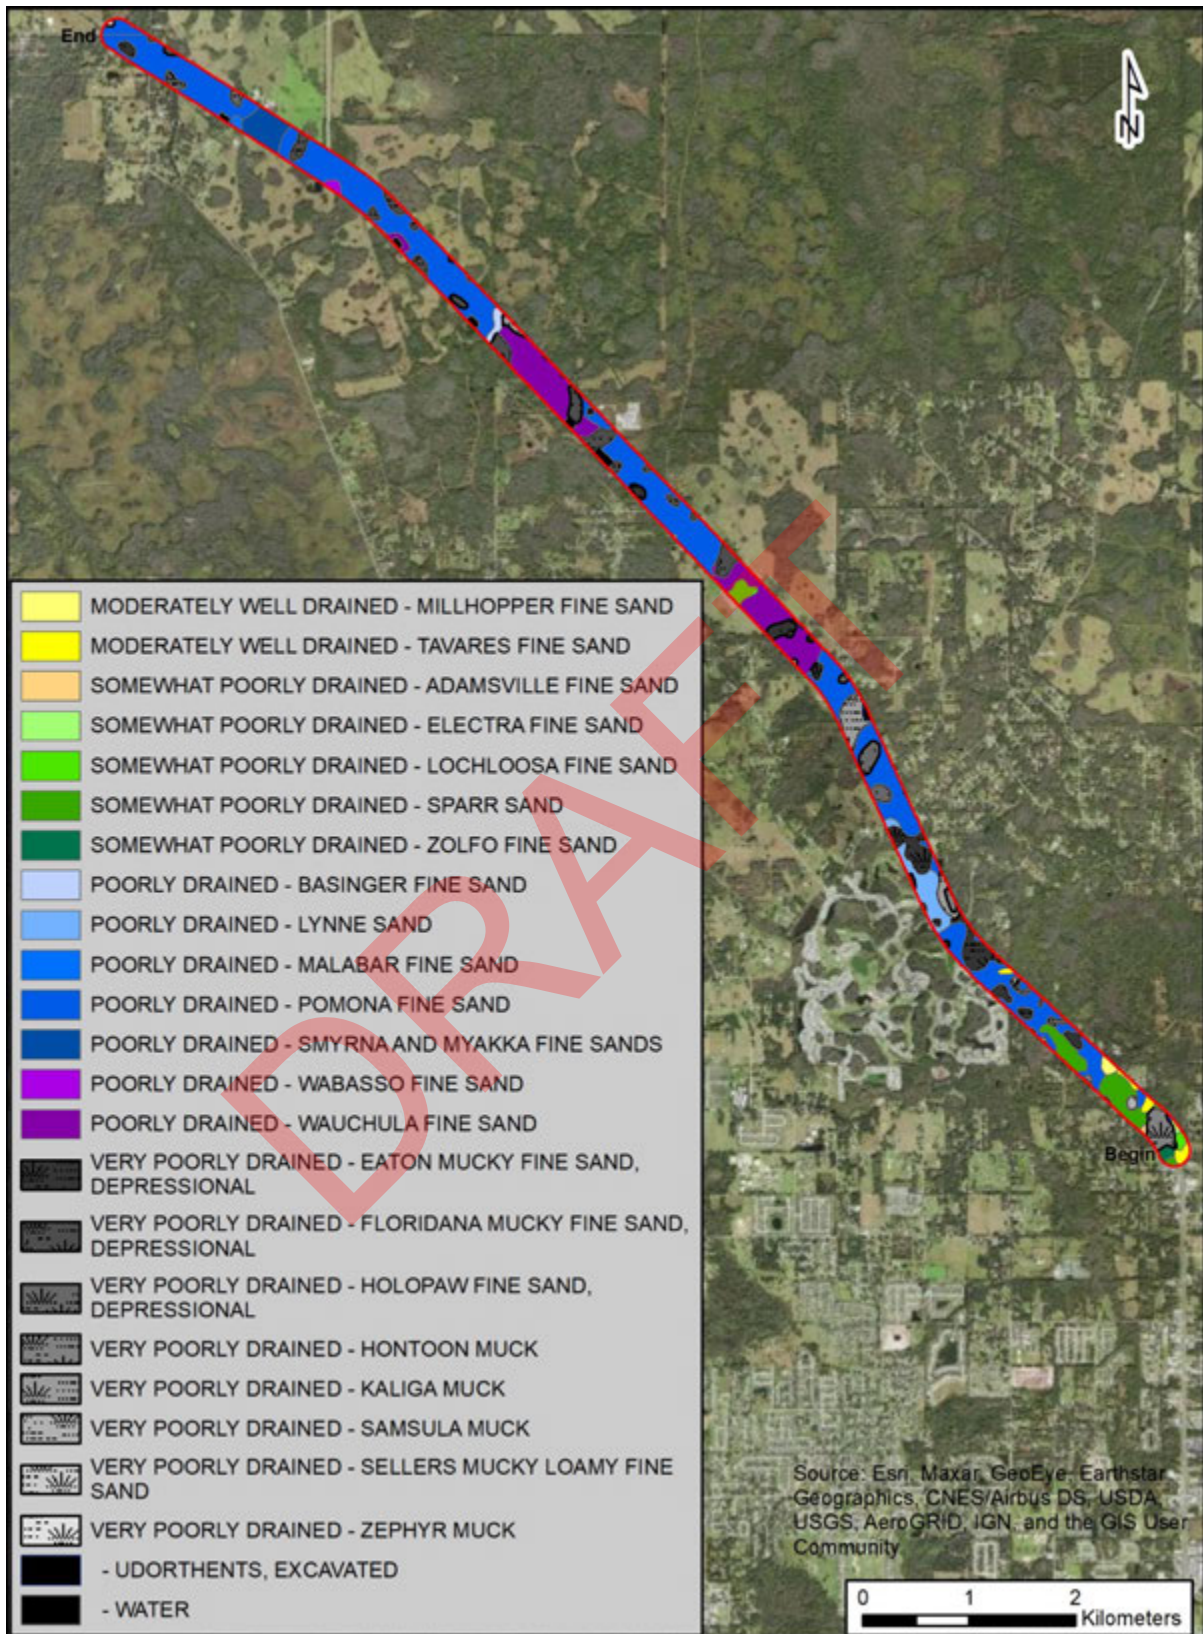 End
N
MODERATELY WELL DRAINED - MILLHOPPER FINE SAND
MODERATELY WELL DRAINED - TAVARES FINE SAND
SOMEWHAT POORLY DRAINED - ADAMSVILLE FINE SAND
SOMEWHAT POORLY DRAINED - ELECTRA FINE SAND
SOMEWHAT POORLY DRAINED - LOCHLOOSA FINE SAND
SOMEWHAT POORLY DRAINED - SPARR SAND
SOMEWHAT POORLY DRAINED - ZOLFO FINE SAND
POORLY DRAINED - BASINGER FINE SAND
POORLY DRAINED - LYNNE SAND
POORLY DRAINED - MALABAR FINE SAND
POORLY DRAINED - POMONA FINE SAND
POORLY DRAINED - SMYRNA AND MYAKKA FINE SANDS
POORLY DRAINED - WABASSO FINE SAND
POORLY DRAINED - WAUCHULA FINE SAND
VERY POORLY DRAINED - EATON MUCKY FINE SAND,
DEPRESSIONAL
VERY POORLY DRAINED - FLORIDANA MUCKY FINE SAND,
DEPRESSIONAL
VERY POORLY DRAINED - HOLOPAW FINE SAND,
DEPRESSIONAL
VERY POORLY DRAINED - HONTOON MUCK
VERY POORLY DRAINED - KALIGA MUCK
VERY POORLY DRAINED - SAMSULA MUCK
VERY POORLY DRAINED - SELLERS MUCKY LOAMY FINE
SAND
VERY POORLY DRAINED - ZEPHYR MUCK
- UDORTHENTS, EXCAVATED
- WATER
DRAFT
Begin
Source: Esri, Maxar, GeoEye, Earthstar
Geographics, CNES/Airbus DS, USDA,
USGS, AeroGRID, IGN, and the GIS User
Community
0 1 2
Kilometers